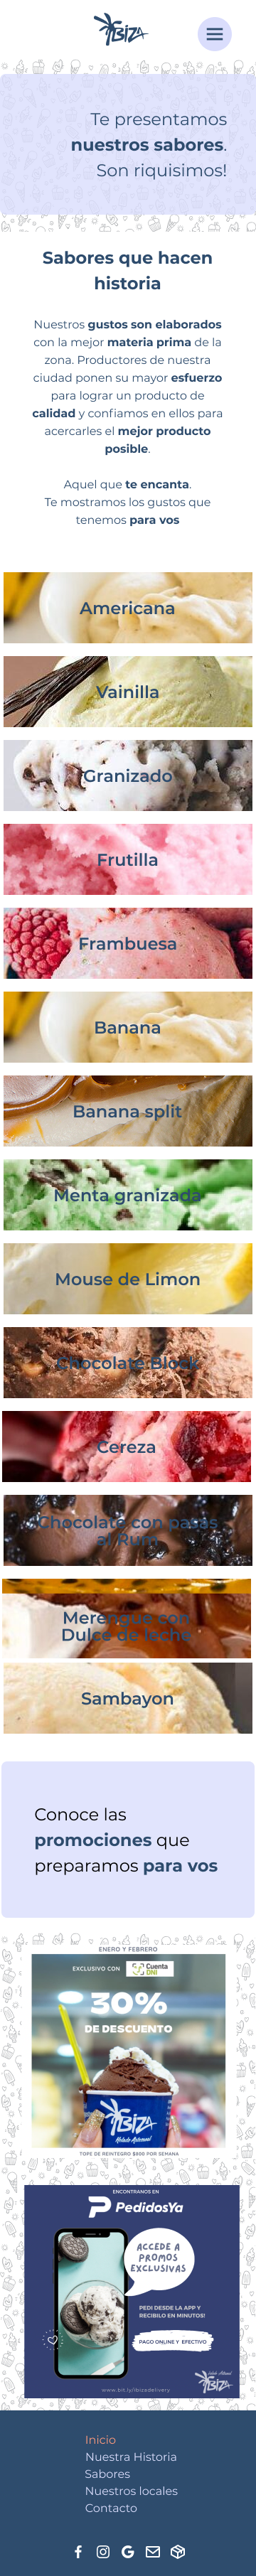 IBIZA
Te presentamos
nuestros sabores.
Son riquisimos!
Sabores que hacen
historia
Nuestros gustos son elaborados
con la mejor materia prima de la
zona. Productores de nuestra
ciudad ponen su mayor esfuerzo
para lograr un producto de
calidad y confiamos en ellos para
acercarles el mejor producto
posible.
Aquel que te encanta.
Te mostramos los gustos que
tenemos para vos
Americana
Vainilla
Granizado
Frutilla
Frambuesa
Banana
Banana split
Menta granizada
Mouse de Limon
Chocolate Block
Cereza
Chocolate con pasas
al Rum
Merengue con
Dulce de leche
Sambayon
Conoce las
promociones que
preparamos para vos
ENERO Y FEBRERO
EXCLUSIVO CON Cuenta DNI
30%
DE DESCUENTO
IBIZA
Helado Artesanal
TOPE DE REINTEGRO $800 POR SEMANA
ENCONTRANOS EN
PedidosYa
ACCEDÉ A
PROMOS
EXCLUSIVAS
PEDI DESDE LA APP Y
RECIBILO EN MINUTOS!
PAGO ONLINE Y EFECTIVO
www.bit.ly/ibizadelivery
IBIZA
Inicio
Nuestra Historia
Sabores
Nuestros locales
Contacto